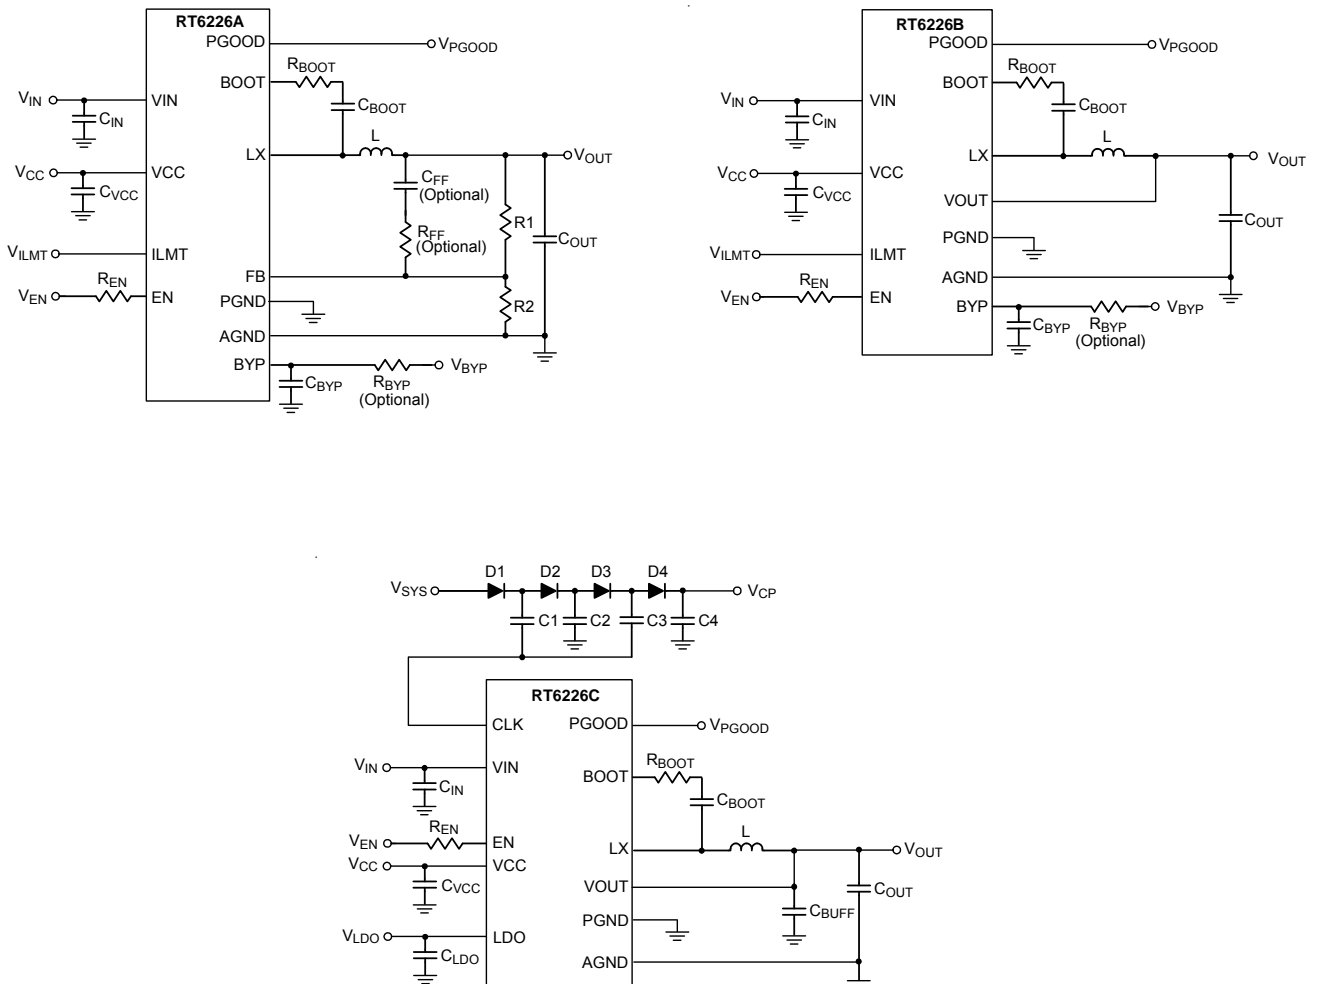 RT6226A
PGOOD
VPGOOD
BOOT
RBOOT
CBOOT
VIN
CIN
VIN
LX
L
VOUT
VCC
CVCC
VCC
CFF
(Optional)
RFF
(Optional)
R1
COUT
VILMT
ILMT
FB
VEN
REN
EN
PGND
R2
AGND
BYP
CBYP
RBYP
(Optional)
VBYP
RT6226B
PGOOD
VPGOOD
BOOT
RBOOT
CBOOT
VIN
CIN
VIN
LX
L
VOUT
VCC
CVCC
VCC
VOUT
COUT
PGND
VILMT
ILMT
AGND
VEN
REN
EN
BYP
CBYP
RBYP
(Optional)
VBYP
D1
D2
D3
D4
VSYS
VCP
C1
C2
C3
C4
RT6226C
CLK
PGOOD
VPGOOD
VIN
CIN
VIN
BOOT
RBOOT
CBOOT
VEN
REN
EN
LX
L
VOUT
VCC
CVCC
VCC
VOUT
CBUFF
COUT
PGND
VLDO
CLDO
LDO
AGND